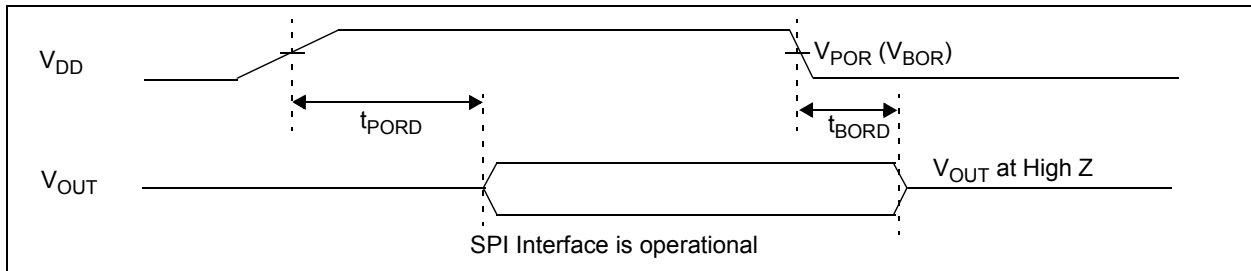 VDD
VPOR (VBOR)
tPORD
tBORD
VOUT
VOUT at High Z
SPI Interface is operational